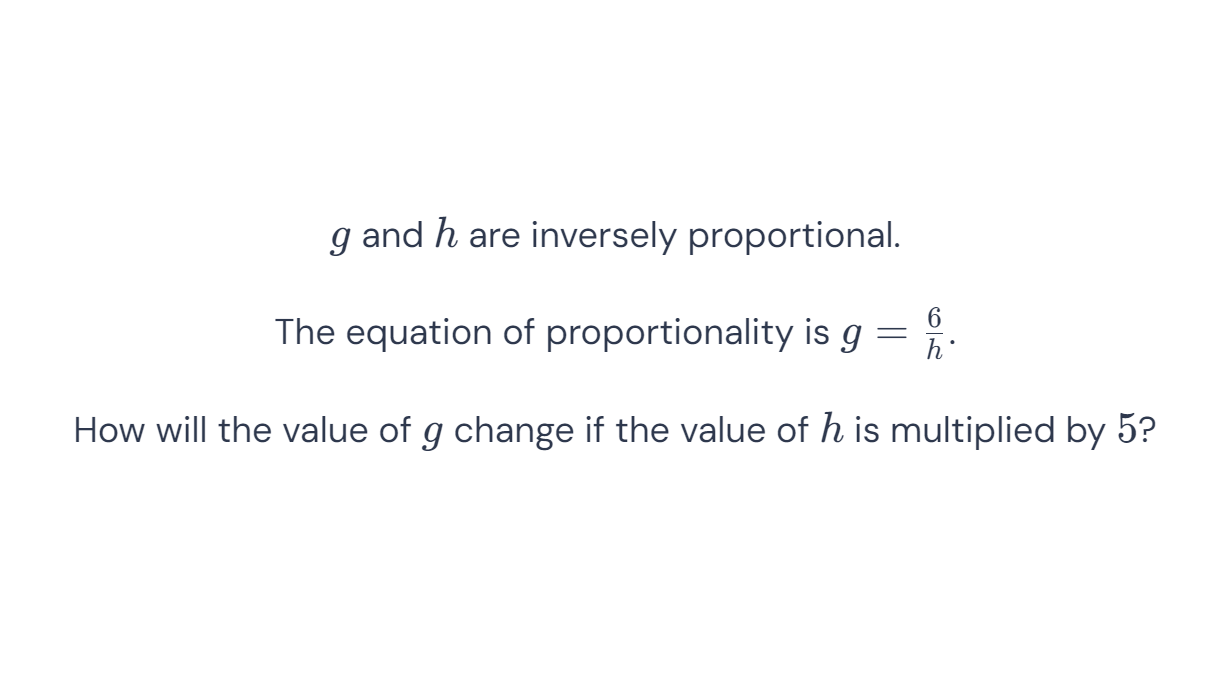 g and h are inversely proportional.
The equation of proportionality is g = \frac{6}{h}.
How will the value of g change if the value of h is multiplied by 5?